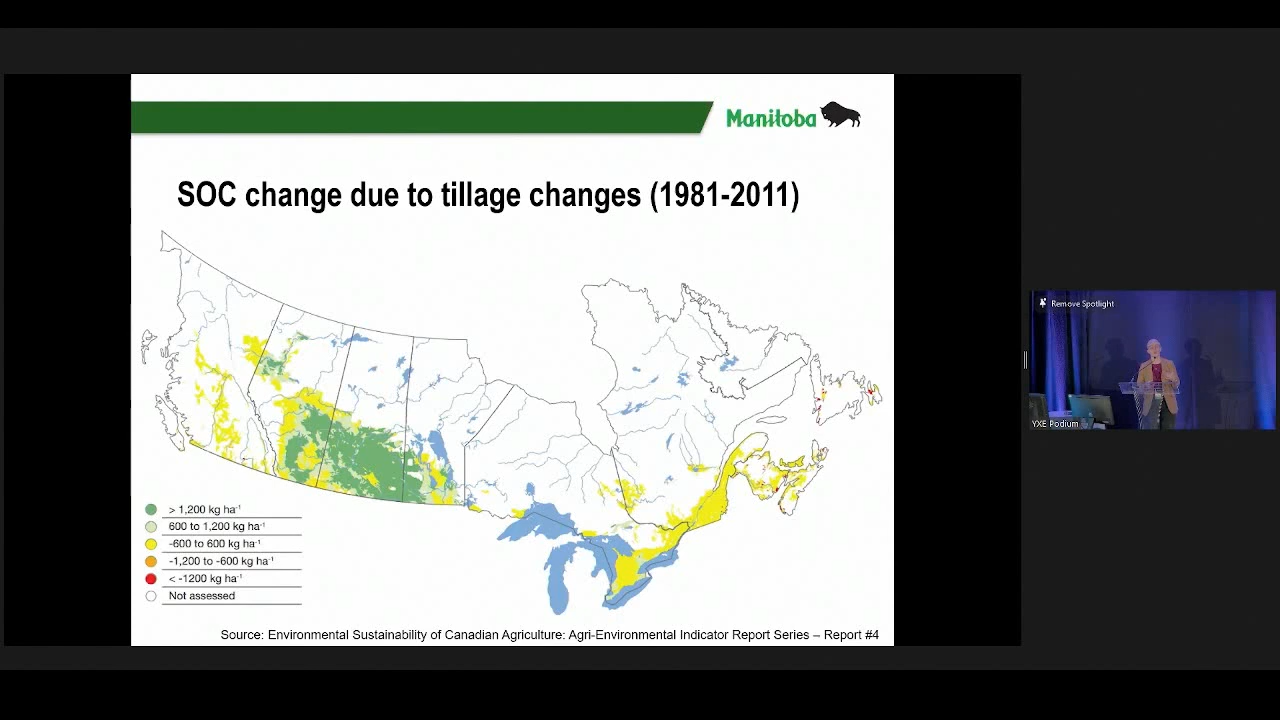 Manitoba
SOC change due to tillage changes (1981-2011)
> 1,200 kg ha-1
600 to 1,200 kg ha-1
-600 to 600 kg ha-1
-1,200 to -600 kg ha-1
< -1200 kg ha-1
Not assessed
Source: Environmental Sustainability of Canadian Agriculture: Agri-Environmental Indicator Report Series – Report #4
Remove Spotlight
YXE Podium